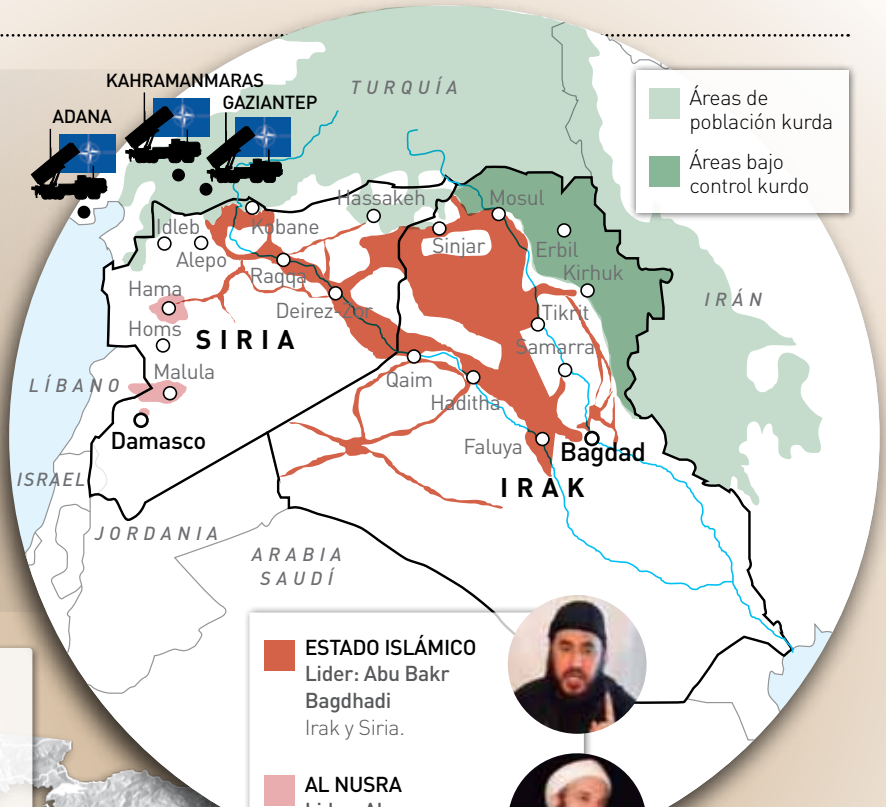 KAHRAMANMARAS
ADANA
GAZIANTEP
TURQUÍA
Áreas de
población kurda
Áreas bajo
control kurdo
Idleb
Alepo
Kobane
Hassakeh
Mosul
Sinjar
Erbil
Kirhuk
Raqqa
Hama
Deirez-Zor
Homs
SIRIA
Tikrit
Samarra
IRÁN
LÍBANO
Malula
Qaim
Haditha
Damasco
Faluya
Bagdad
ISRAEL
IRAK
JORDANIA
ARABIA
SAUDÍ
ESTADO ISLÁMICO
Lider: Abu Bakr
Bagdhadi
Irak y Siria.
AL NUSRA